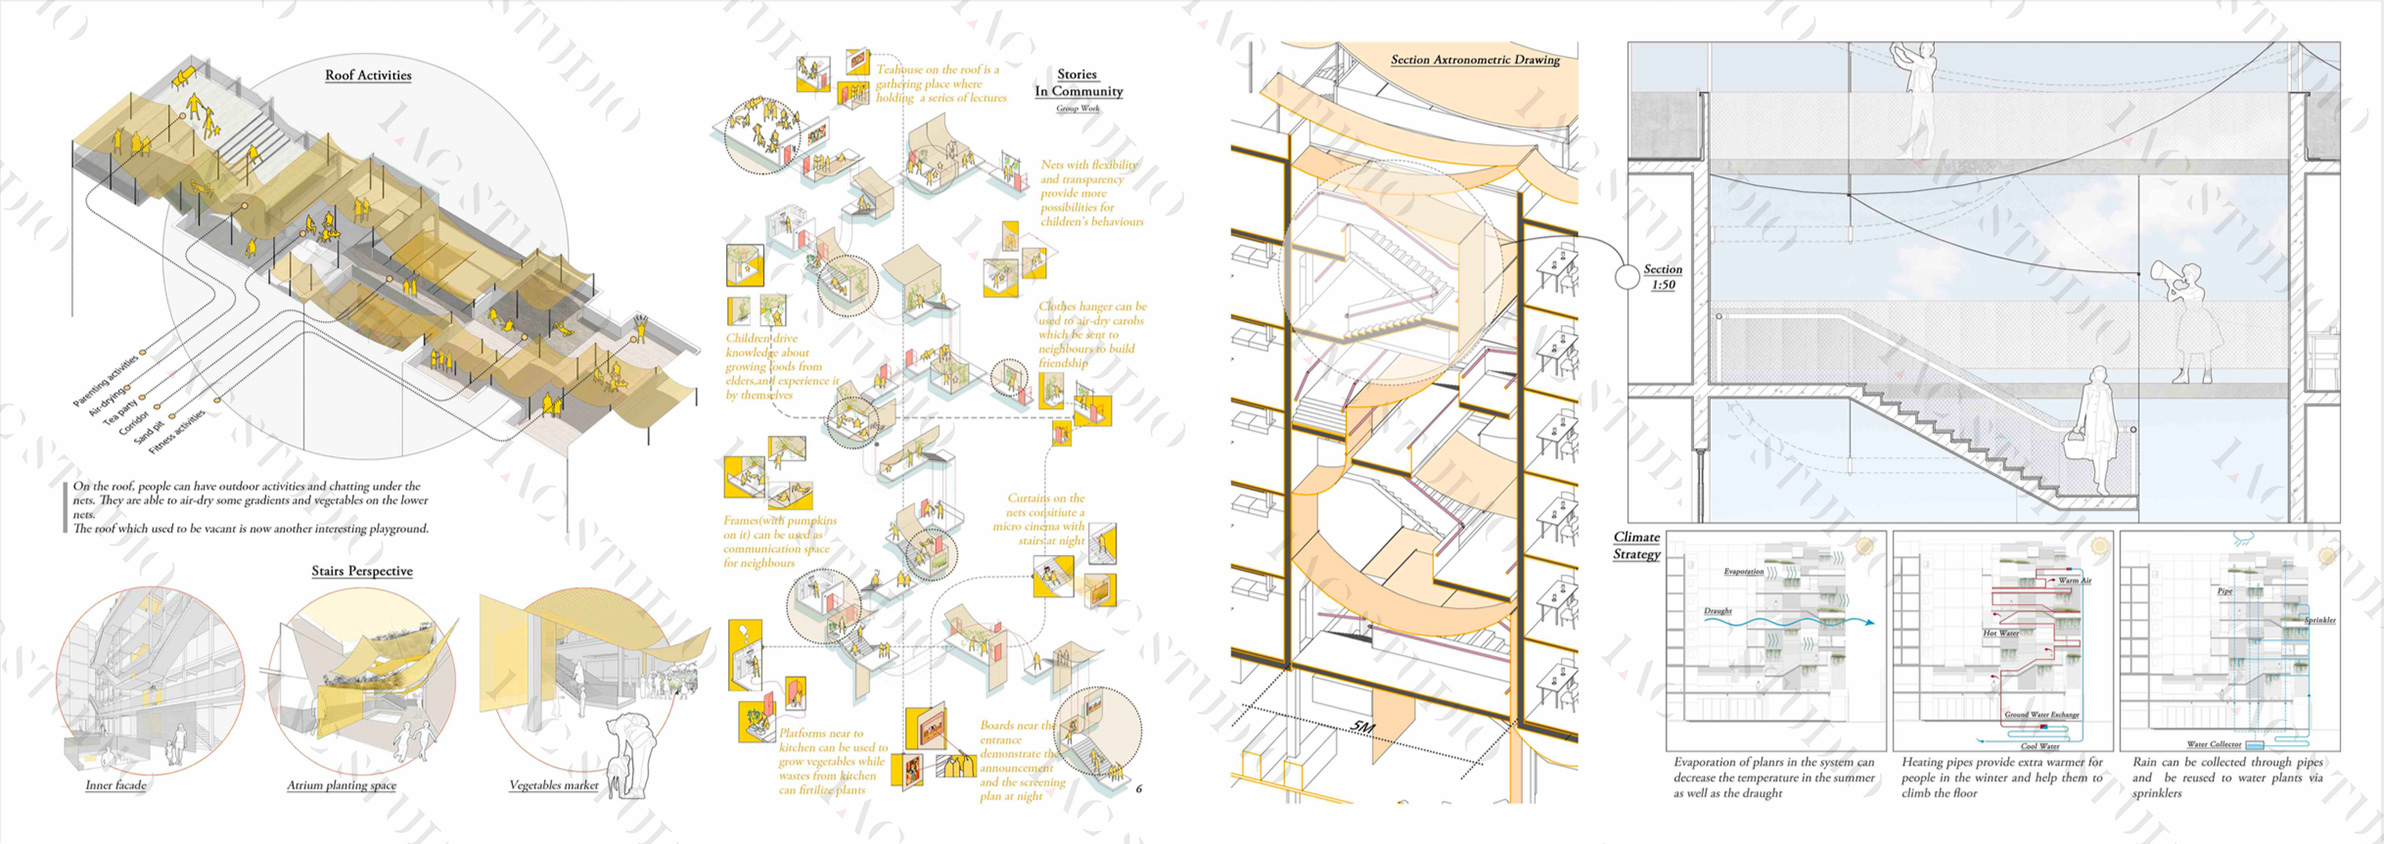 Roof Activities
Parenting activities
Air-drying
Tea party
Corridor
Sand pit
Fitness activities
On the roof, people can have outdoor activities and chatting under the
nets. They are able to air-dry some gradients and vegetables on the lower
nets.
The roof which used to be vacant is now another interesting playground.
Stairs Perspective
Inner facade
Atrium planting space
Vegetables market
Stories
In Community
Group Work
Teahouse on the roof is a
gathering place where
holding a series of lectures
Nets with flexibility
and transparency
provide more
possibilities for
children's behaviours
Clothes hanger can be
used to air-dry carobs
which be sent to
neighbours to build
friendship
Children drive
knowledge about
growing foods from
elders,and experience it
by themselves
Frames(with pumpkins
on it) can be used as
communication space
for neighbours
Curtains on the
nets consitiute a
micro cinema with
stairs at night
Platforms near to
kitchen can be used to
grow vegetables while
wastes from kitchen
can firtilize plants
Boards near the
entrance
demonstrate the
announcement
and the screening
plan at night
6
Section Axtronometric Drawing
5M
Section
1:50
Climate
Strategy
Evaporation
Draught
Evaporation of planrs in the system can
decrease the temperature in the summer
as well as the draught
Warm Air
Hot Water
Ground Water Exchange
Cool Water
Heating pipes provide extra warmer for
people in the winter and help them to
climb the floor
Pipe
Sprinkler
Water Collector
Rain can be collected through pipes
and be reused to water plants via
sprinklers